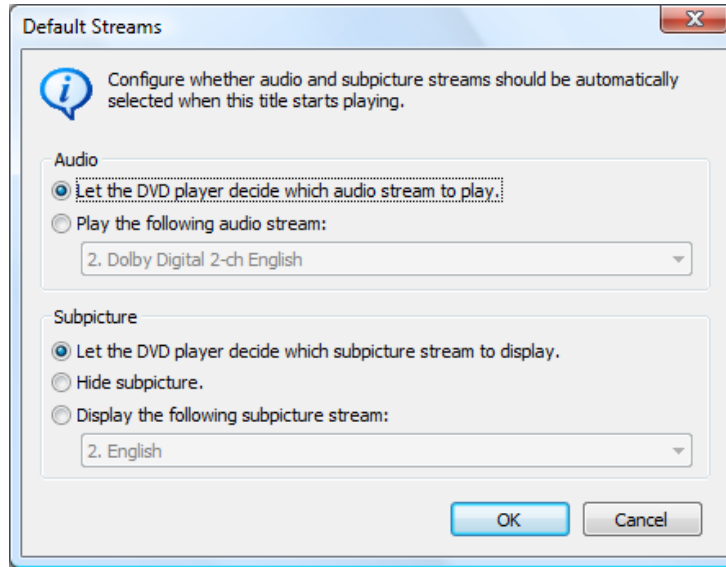 Default Streams
Configure whether audio and subpicture streams should be automatically
selected when this title starts playing.
Audio
Let the DVD player decide which audio stream to play.
Play the following audio stream:
2. Dolby Digital 2-ch English
Subpicture
Let the DVD player decide which subpicture stream to display.
Hide subpicture.
Display the following subpicture stream:
2. English
OK Cancel